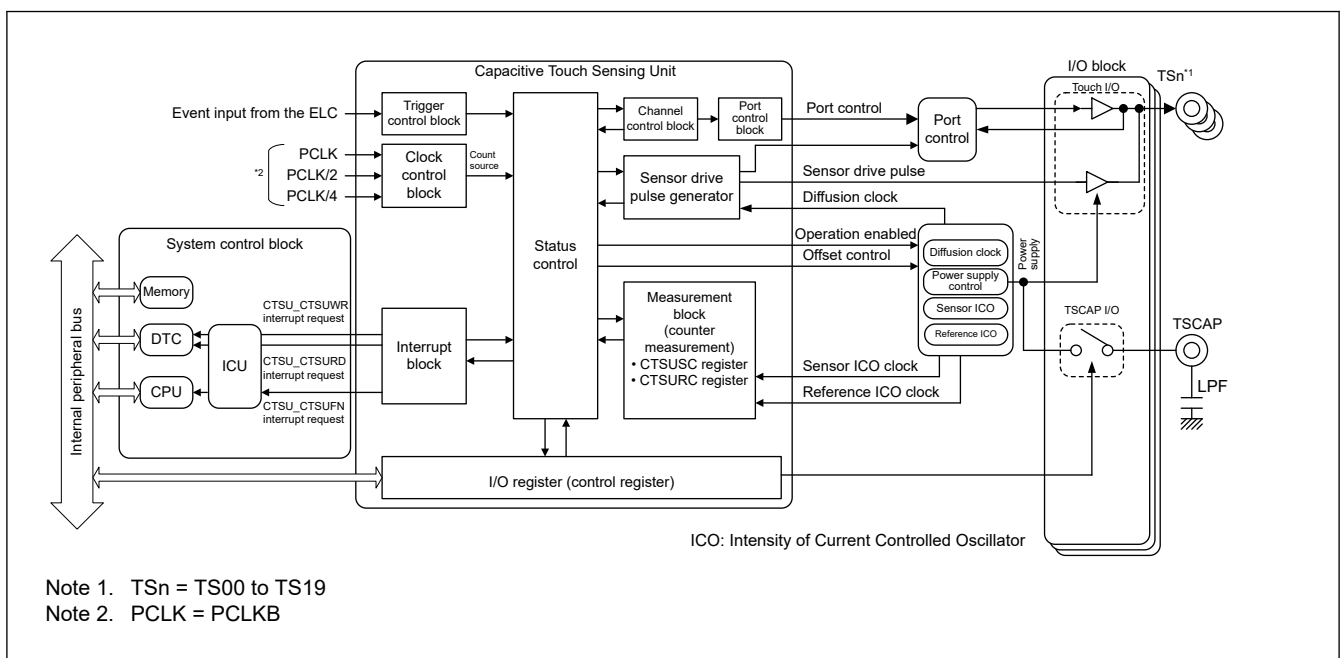 Capacitive Touch Sensing Unit
I/O block
TSn*1
Touch I/O
Event input from the ELC
Trigger
control block
Channel
control block
Port
control
block
Port control
Port
control
*2
PCLK
PCLK/2
PCLK/4
Clock
control
block
Count
source
Sensor drive
pulse generator
Sensor drive pulse
Diffusion clock
System control block
Status
control
Operation enabled
Offset control
Diffusion clock
Power supply
control
Sensor ICO
Reference ICO
Power
supply
Internal peripheral bus
Memory
DTC
CPU
ICU
CTSU_CTSUWR
interrupt request
CTSU_CTSURD
interrupt request
CTSU_CTSUFN
interrupt request
Interrupt
block
Measurement
block
(counter
measurement)
• CTSUSC register
• CTSURC register
Sensor ICO clock
Reference ICO clock
TSCAP I/O
TSCAP
LPF
I/O register (control register)
ICO: Intensity of Current Controlled Oscillator
Note 1. TSn = TS00 to TS19
Note 2. PCLK = PCLKB